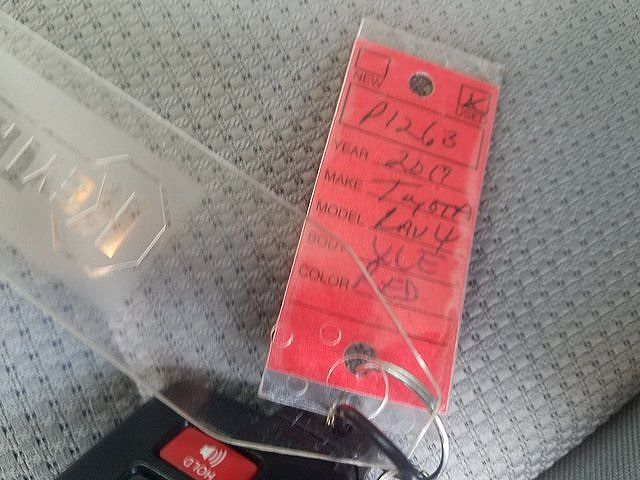 NEW
USED
P1263
YEAR 2017
MAKE Toyota
MODEL RAV4
BODY XLE
COLOR RED
HOLD